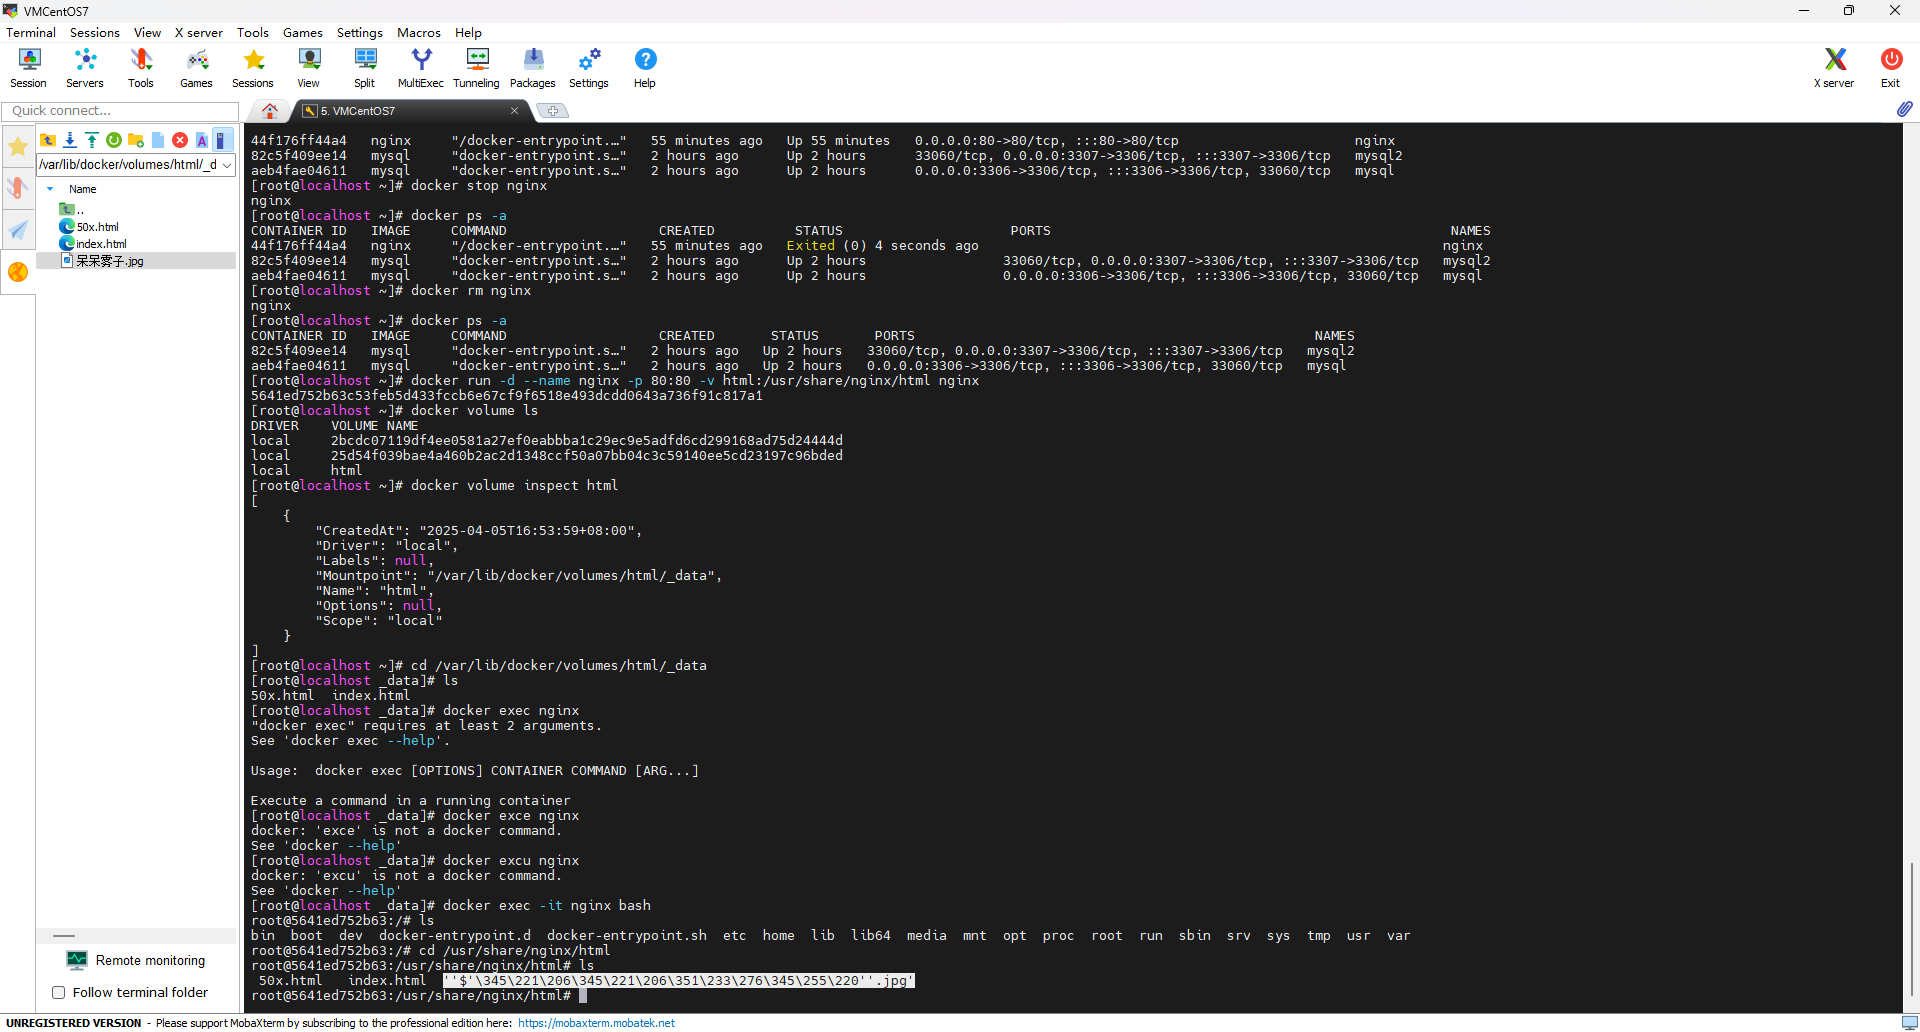 VMCentOS7
Terminal Sessions View X server Tools Games Settings Macros Help
Session Servers Tools Games Sessions View Split MultiExec Tunneling Packages Settings Help X server Exit
Quick connect...
5. VMCentOS7
/var/lib/docker/volumes/html/_d
Name
..
50x.html
index.html
呆呆雾子.jpg
Remote monitoring
Follow terminal folder
44f176ff44a4   nginx     "/docker-entrypoint.…"   55 minutes ago   Up 55 minutes   0.0.0.0:80->80/tcp, :::80->80/tcp                      nginx
82c5f409ee14   mysql     "docker-entrypoint.s…"   2 hours ago      Up 2 hours      33060/tcp, 0.0.0.0:3307->3306/tcp, :::3307->3306/tcp   mysql2
aeb4fae04611   mysql     "docker-entrypoint.s…"   2 hours ago      Up 2 hours      0.0.0.0:3306->3306/tcp, :::3306->3306/tcp, 33060/tcp   mysql
[root@localhost ~]# docker stop nginx
nginx
[root@localhost ~]# docker ps -a
CONTAINER ID   IMAGE     COMMAND                   CREATED          STATUS                     PORTS                                                  NAMES
44f176ff44a4   nginx     "/docker-entrypoint.…"   55 minutes ago   Exited (0) 4 seconds ago                                                          nginx
82c5f409ee14   mysql     "docker-entrypoint.s…"   2 hours ago      Up 2 hours                 33060/tcp, 0.0.0.0:3307->3306/tcp, :::3307->3306/tcp   mysql2
aeb4fae04611   mysql     "docker-entrypoint.s…"   2 hours ago      Up 2 hours                 0.0.0.0:3306->3306/tcp, :::3306->3306/tcp, 33060/tcp   mysql
[root@localhost ~]# docker rm nginx
nginx
[root@localhost ~]# docker ps -a
CONTAINER ID   IMAGE     COMMAND                   CREATED       STATUS       PORTS                                                  NAMES
82c5f409ee14   mysql     "docker-entrypoint.s…"   2 hours ago   Up 2 hours   33060/tcp, 0.0.0.0:3307->3306/tcp, :::3307->3306/tcp   mysql2
aeb4fae04611   mysql     "docker-entrypoint.s…"   2 hours ago   Up 2 hours   0.0.0.0:3306->3306/tcp, :::3306->3306/tcp, 33060/tcp   mysql
[root@localhost ~]# docker run -d --name nginx -p 80:80 -v html:/usr/share/nginx/html nginx
5641ed752b63c53feb5d433fccb6e67cf9f6518e493dcdd0643a736f91c817a1
[root@localhost ~]# docker volume ls
DRIVER    VOLUME NAME
local     2bcdc07119df4ee0581a27ef0eabbba1c29ec9e5adfd6cd299168ad75d24444d
local     25d54f039bae4a460b2ac2d1348ccf50a07bb04c3c59140ee5cd23197c96bded
local     html
[root@localhost ~]# docker volume inspect html
[
    {
        "CreatedAt": "2025-04-05T16:53:59+08:00",
        "Driver": "local",
        "Labels": null,
        "Mountpoint": "/var/lib/docker/volumes/html/_data",
        "Name": "html",
        "Options": null,
        "Scope": "local"
    }
]
[root@localhost ~]# cd /var/lib/docker/volumes/html/_data
[root@localhost _data]# ls
50x.html  index.html
[root@localhost _data]# docker exec nginx
"docker exec" requires at least 2 arguments.
See 'docker exec --help'.
Usage:  docker exec [OPTIONS] CONTAINER COMMAND [ARG...]
Execute a command in a running container
[root@localhost _data]# docker exce nginx
docker: 'exce' is not a docker command.
See 'docker --help'
[root@localhost _data]# docker excu nginx
docker: 'excu' is not a docker command.
See 'docker --help'
[root@localhost _data]# docker exec -it nginx bash
root@5641ed752b63:/# ls
bin  boot  dev  docker-entrypoint.d  docker-entrypoint.sh  etc  home  lib  lib64  media  mnt  opt  proc  root  run  sbin  srv  sys  tmp  usr  var
root@5641ed752b63:/# cd /usr/share/nginx/html
root@5641ed752b63:/usr/share/nginx/html# ls
 50x.html   index.html  ''$'\345\221\206\345\221\206\351\233\276\345\255\220''.jpg'
root@5641ed752b63:/usr/share/nginx/html#
UNREGISTERED VERSION - Please support MobaXterm by subscribing to the professional edition here: https://mobaxterm.mobatek.net